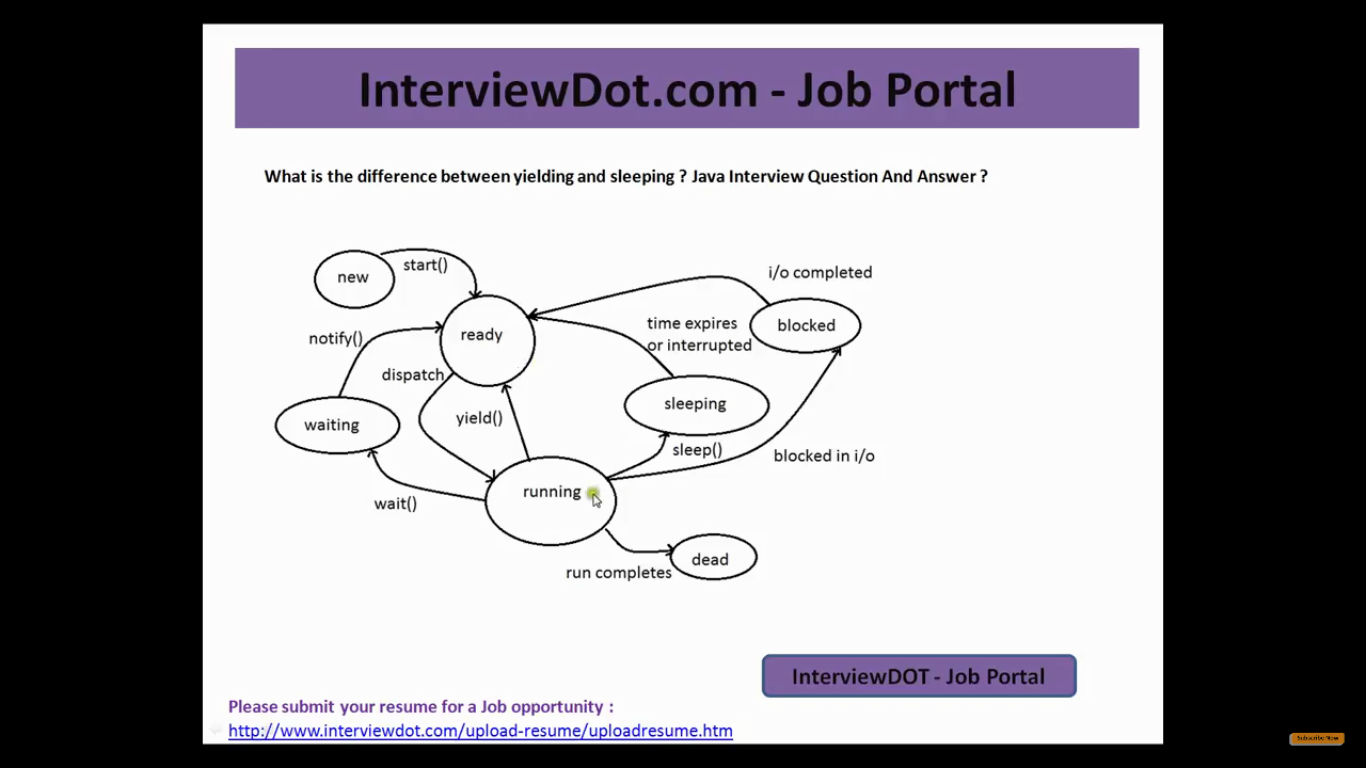 InterviewDot.com - Job Portal
What is the difference between yielding and sleeping ? Java Interview Question And Answer ?
new
start()
i/o completed
ready
time expires
or interrupted
blocked
notify()
dispatch
sleeping
yield()
waiting
sleep()
blocked in i/o
running
wait()
dead
run completes
InterviewDOT - Job Portal
Please submit your resume for a Job opportunity :
http://www.interviewdot.com/upload-resume/uploadresume.htm
Subscribe Now